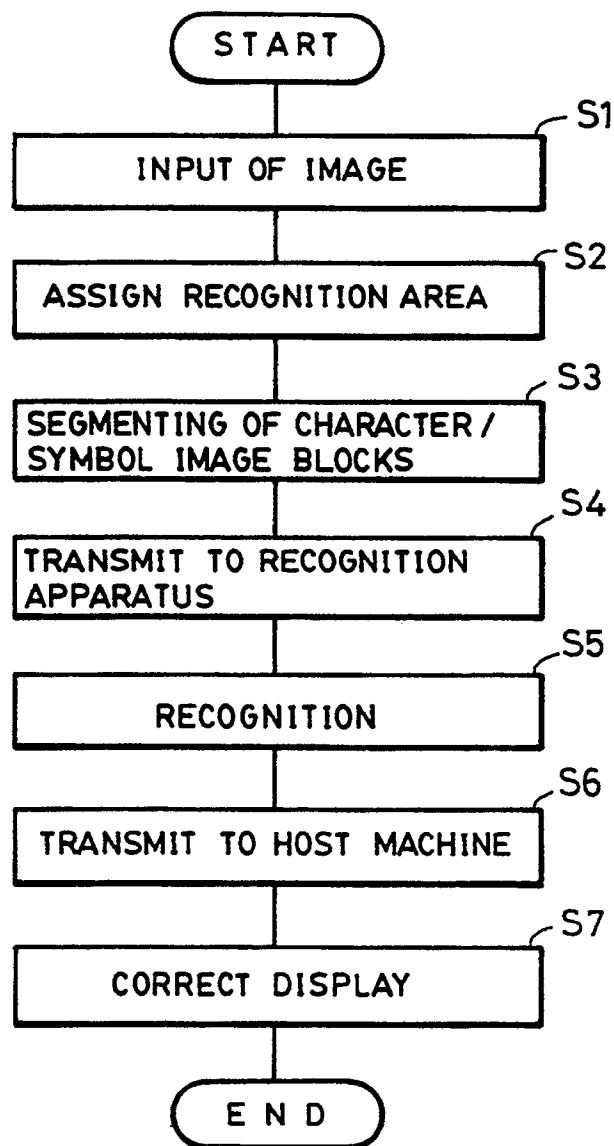 START
S1
INPUT OF IMAGE
S2
ASSIGN RECOGNITION AREA
S3
SEGMENTING OF CHARACTER /
SYMBOL IMAGE BLOCKS
S4
TRANSMIT TO RECOGNITION
APPARATUS
S5
RECOGNITION
S6
TRANSMIT TO HOST MACHINE
S7
CORRECT DISPLAY
END